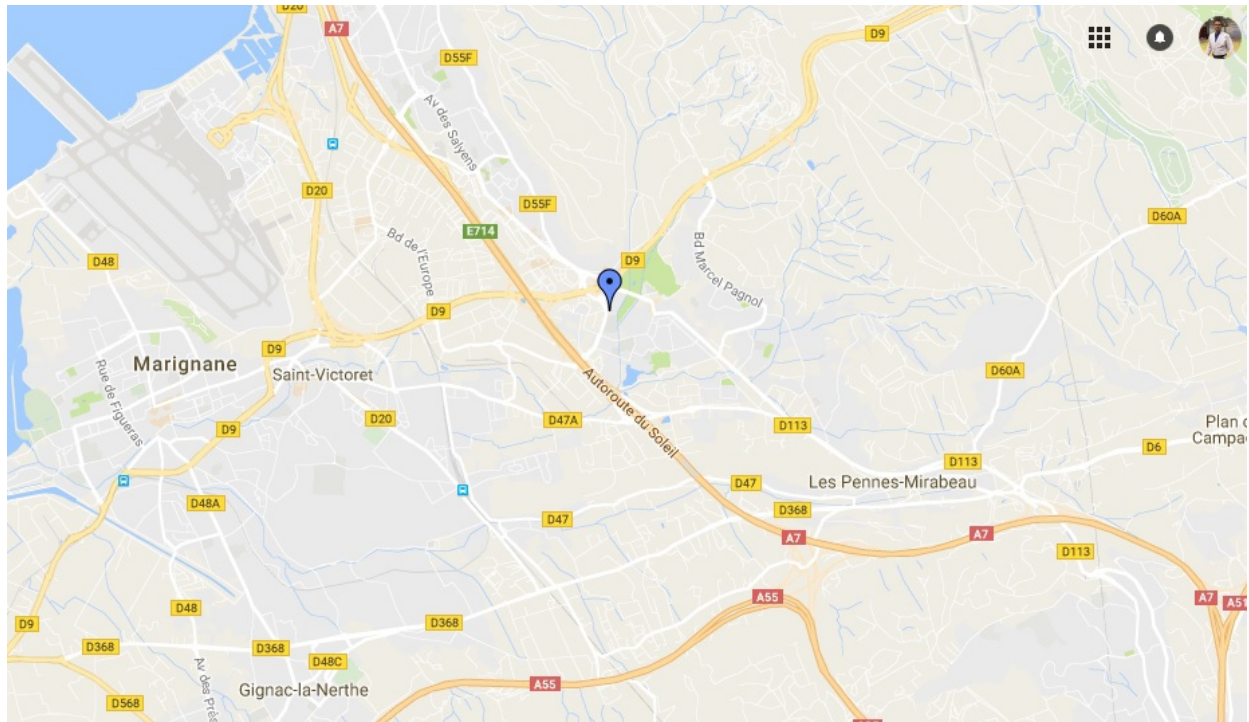 D20
A7
D9
D55F
Av des Salyens
D20
D55F
D60A
E714
Bd de l'Europe
Bd Marcel Pagnol
D48
D9
D9
D9
Marignane
Saint-Victoret
D60A
Rue de Figueras
Autoroute du Soleil
D20
D47A
D113
D9
Plan
D6
D113
Les Pennes-Mirabeau
D47
D48A
D368
D47
A7
A7
D113
A55
A7
A51
D48
D9
D368
D368
D368
D48C
Av des Prés
A55
Gignac-la-Nerthe
D568